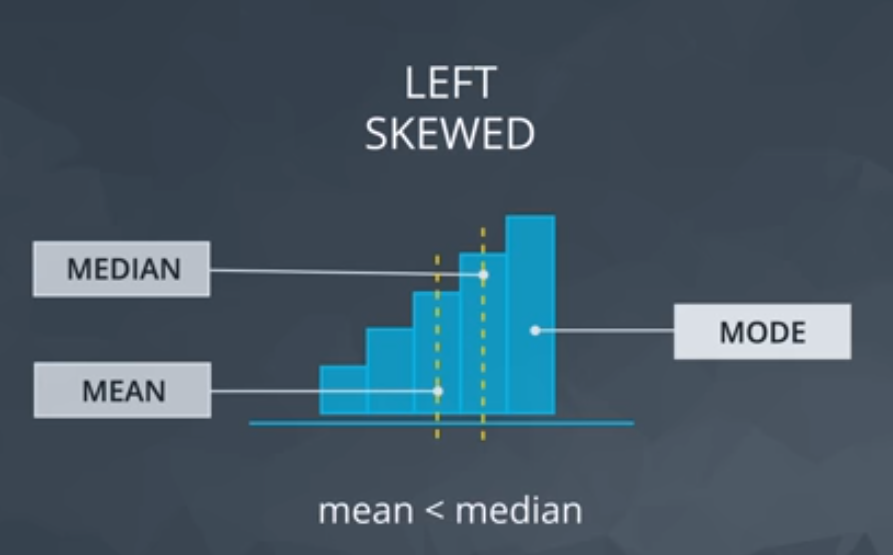 LEFT
SKEWED
MEDIAN
MEAN
MODE
mean < median